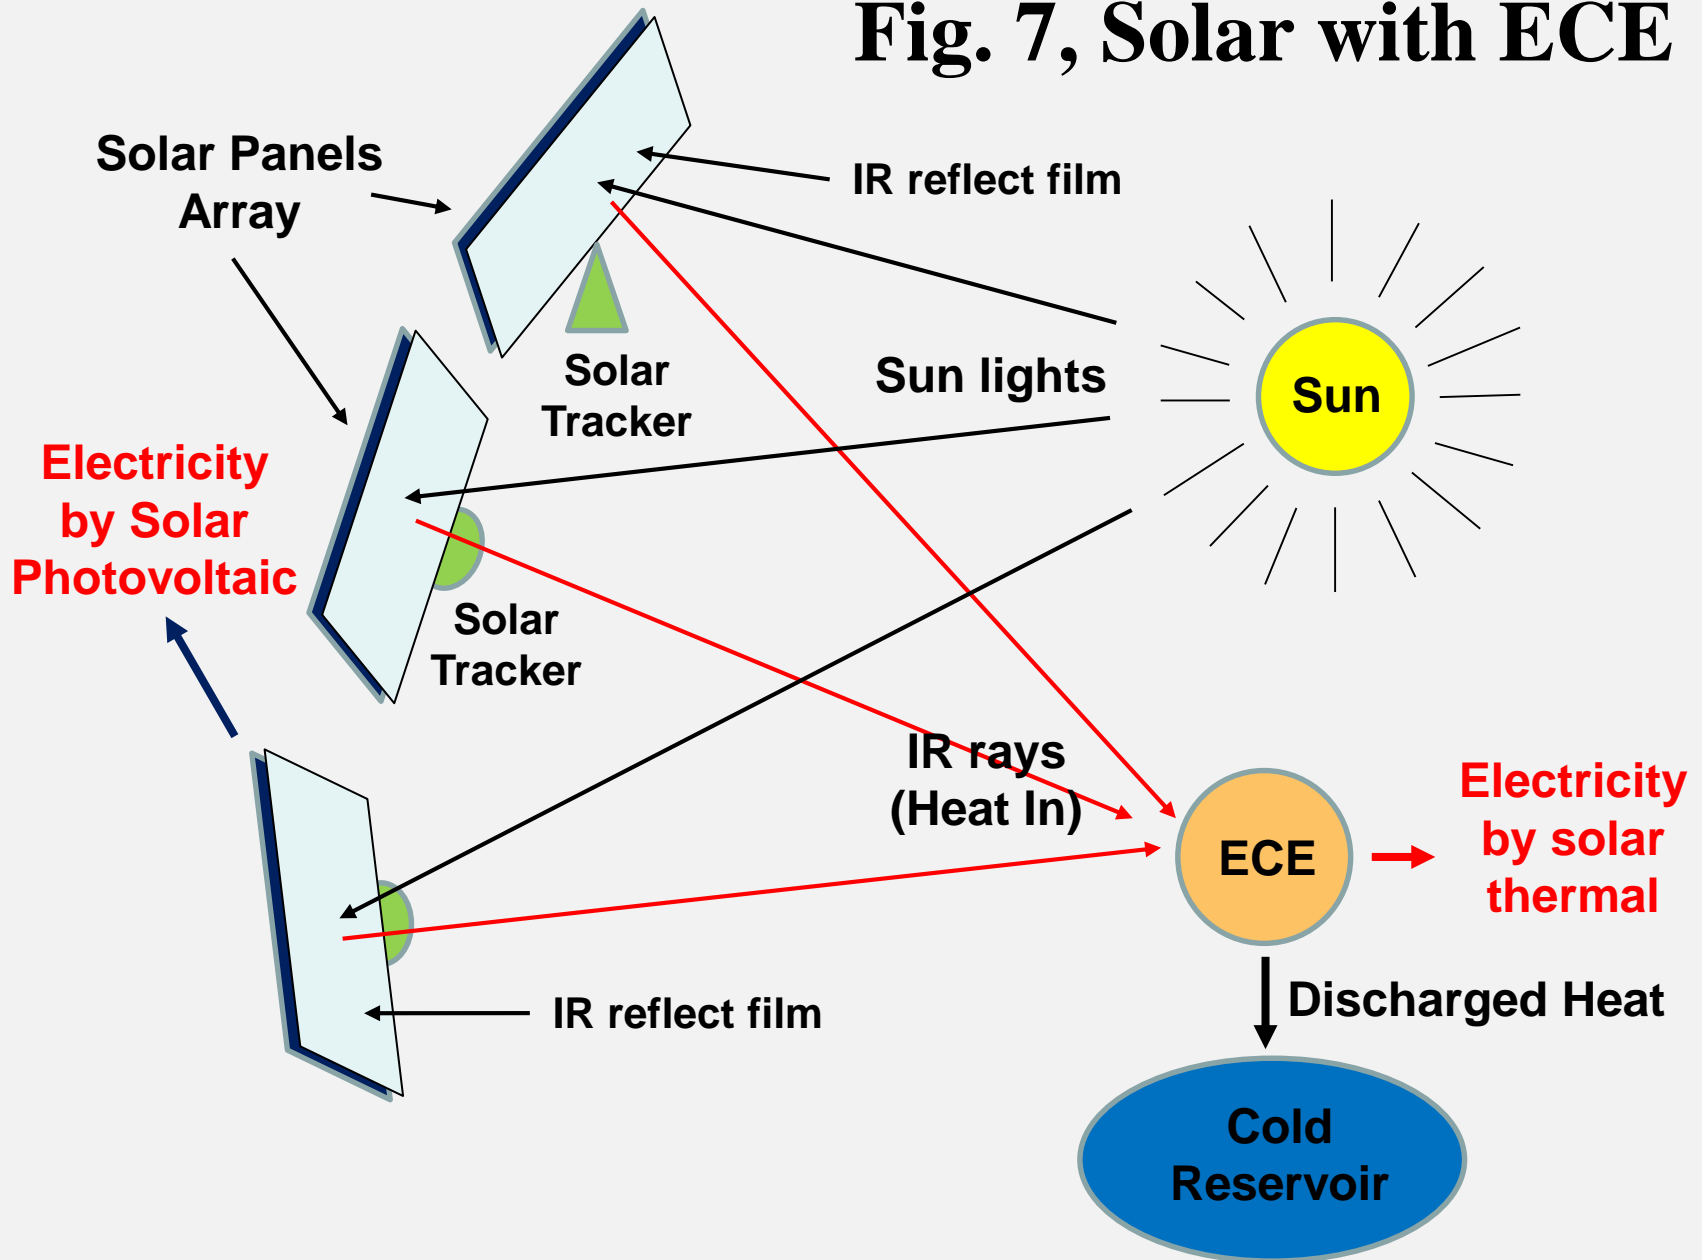 Fig. 7, Solar with ECE
Solar Panels
Array
IR reflect film
Solar
Tracker
Sun lights
Sun
Electricity
by Solar
Photovoltaic
Solar
Tracker
IR rays
(Heat In)
ECE
Electricity
by solar
thermal
IR reflect film
Discharged Heat
Cold
Reservoir